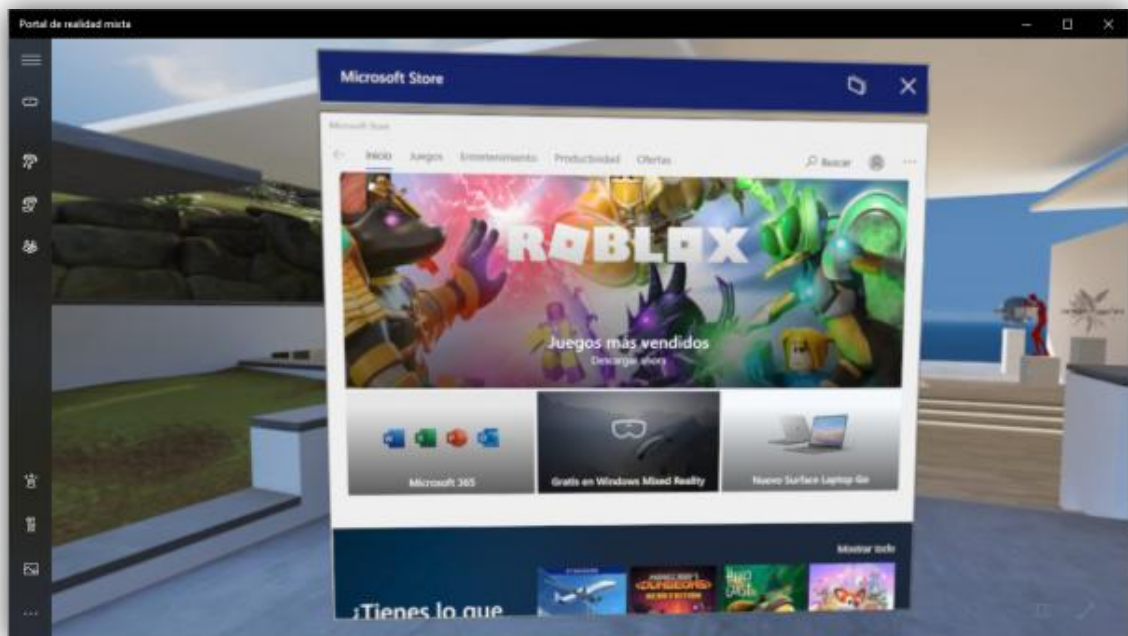 Portal de realidad mixta
Microsoft Store
Microsoft Store
Inicio Juegos Entretenimiento Productividad Ofertas Buscar
ROBLOX
Juegos más vendidos
Descargar ahora
Microsoft 365
Gratis en Windows Mixed Reality
Nuevo Surface Laptop Go
Mostrar todo
¿Tienes lo que
DUNGEONS